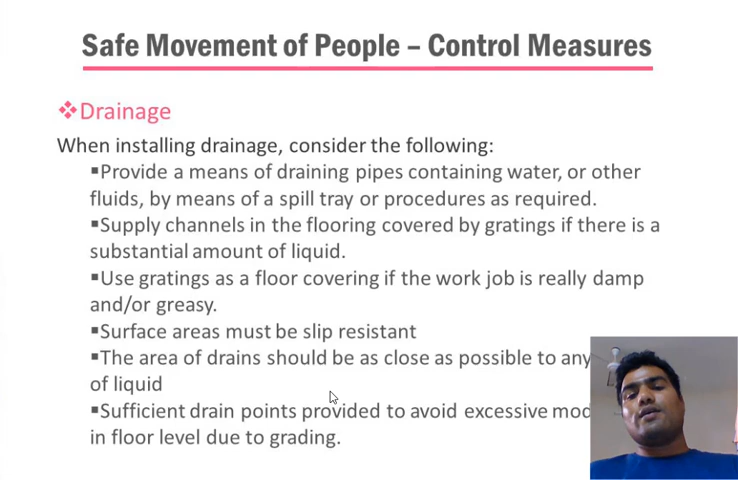 Safe Movement of People – Control Measures
❖Drainage
When installing drainage, consider the following:
▪Provide a means of draining pipes containing water, or other
fluids, by means of a spill tray or procedures as required.
▪Supply channels in the flooring covered by gratings if there is a
substantial amount of liquid.
▪Use gratings as a floor covering if the work job is really damp
and/or greasy.
▪Surface areas must be slip resistant
▪The area of drains should be as close as possible to any
of liquid
▪Sufficient drain points provided to avoid excessive
in floor level due to grading.